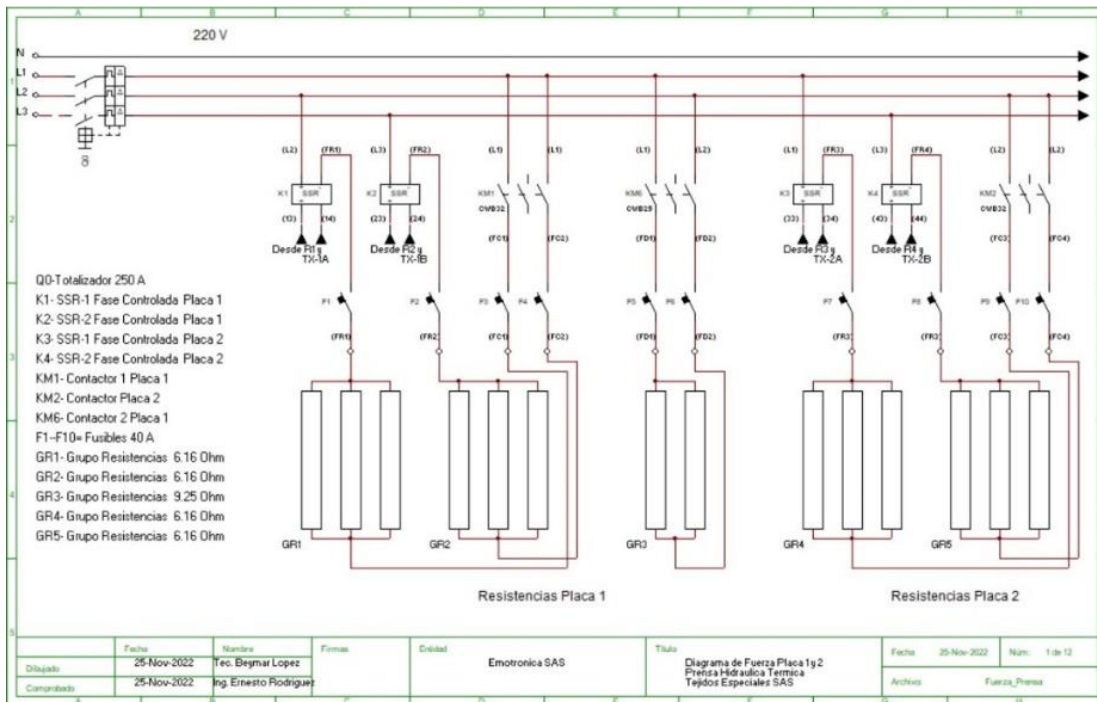 A B C D E F G H
220 V
N
L1
1
L2
L3
(L2) (FR1) (L3) (FR2) (L1) (L2) (L1) (L2) (L1) (FR3) (L3) (FR4) (L2) (L2)
K1 SSR K2 SSR KM1 KM6 K3 SSR K4 SSR KM2
CWB32 CWB25 CWB32
2
(13) (14) (23) (24) (33) (34) (43) (44)
(FC1) (FC2) (FD1) (FD2) (FC3) (FC4)
Desde R1 y Desde R2 y Desde R3 y Desde R4 y
TX-1A TX-1B TX-2A TX-2B
Q0-Totalizador 250 A
K1- SSR-1 Fase Controlada Placa 1
K2- SSR-2 Fase Controlada Placa 1
K3- SSR-1 Fase Controlada Placa 2
K4- SSR-2 Fase Controlada Placa 2
KM1- Contactor 1 Placa 1
KM2- Contactor Placa 2
KM6- Contactor 2 Placa 1
F1--F10= Fusibles 40 A
GR1- Grupo Resistencias 6.16 Ohm
GR2- Grupo Resistencias 6.16 Ohm
GR3- Grupo Resistencias 9.25 Ohm
GR4- Grupo Resistencias 6.16 Ohm
GR5- Grupo Resistencias 6.16 Ohm
F1 F2 F3 F4 F5 F6 F7 F8 F9 F10
(FR1) (FR2) (FC1) (FC2) (FD1) (FD2) (FR3) (FR3) (FC3) (FC4)
3
4
GR1 GR2 GR3 GR4 GR5
Resistencias Placa 1 Resistencias Placa 2
5
Fecha Nombre Firmas Entidad Título Fecha 25-Nov-2022 Núm: 1 de 12
Dibujado 25-Nov-2022 Tec. Beymar Lopez Emotronica SAS Diagrama de Fuerza Placa 1 y 2
Prensa Hidraulica Termica
Comprobado 25-Nov-2022 Ing. Ernesto Rodriguez Tejidos Especiales SAS Archivo Fuerza_Prensa
A B C D E F G H